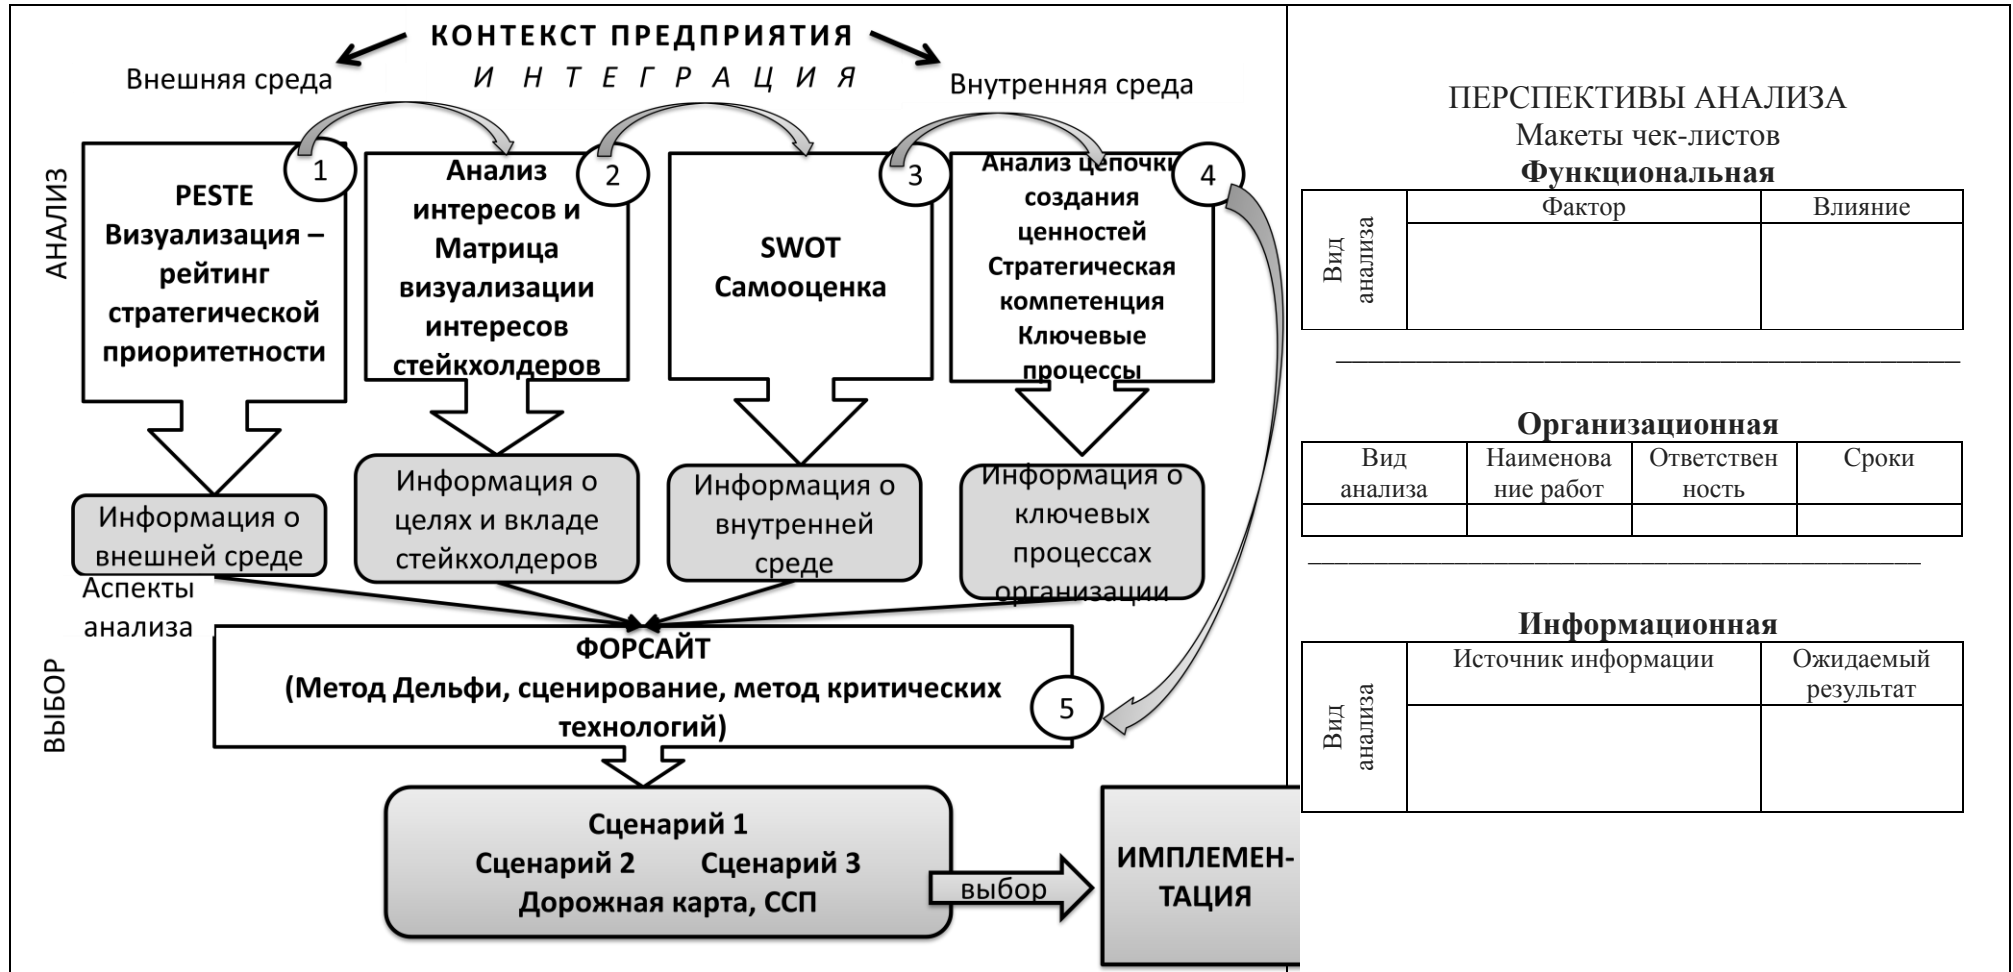 КОНТЕКСТ ПРЕДПРИЯТИЯ
ИНТЕГРАЦИЯ
Внешняя среда
Внутренняя среда
АНАЛИЗ
1
PESTE
Визуализация –
рейтинг
стратегической
приоритетности
2
Анализ
интересов и
Матрица
визуализации
интересов
стейкхолдеров
3
SWOT
Самооценка
4
Анализ цепочки
создания
ценностей
Стратегическая
компетенция
Ключевые
процессы
Информация о
внешней среде
Информация о
целях и вкладе
стейкхолдеров
Информация о
внутренней
среде
Информация о
ключевых
процессах
организации
Аспекты
анализа
ВЫБОР
ФОРСАЙТ
(Метод Дельфи, сценирование, метод критических
технологий)
5
Сценарий 1
Сценарий 2 Сценарий 3
Дорожная карта, ССП
выбор
ИМПЛЕМЕН-
ТАЦИЯ
ПЕРСПЕКТИВЫ АНАЛИЗА
Макеты чек-листов
Функциональная
Вид
анализа
Фактор
Влияние
Организационная
Вид
анализа
Наименова
ние работ
Ответствен
ность
Сроки
Информационная
Вид
анализа
Источник информации
Ожидаемый
результат